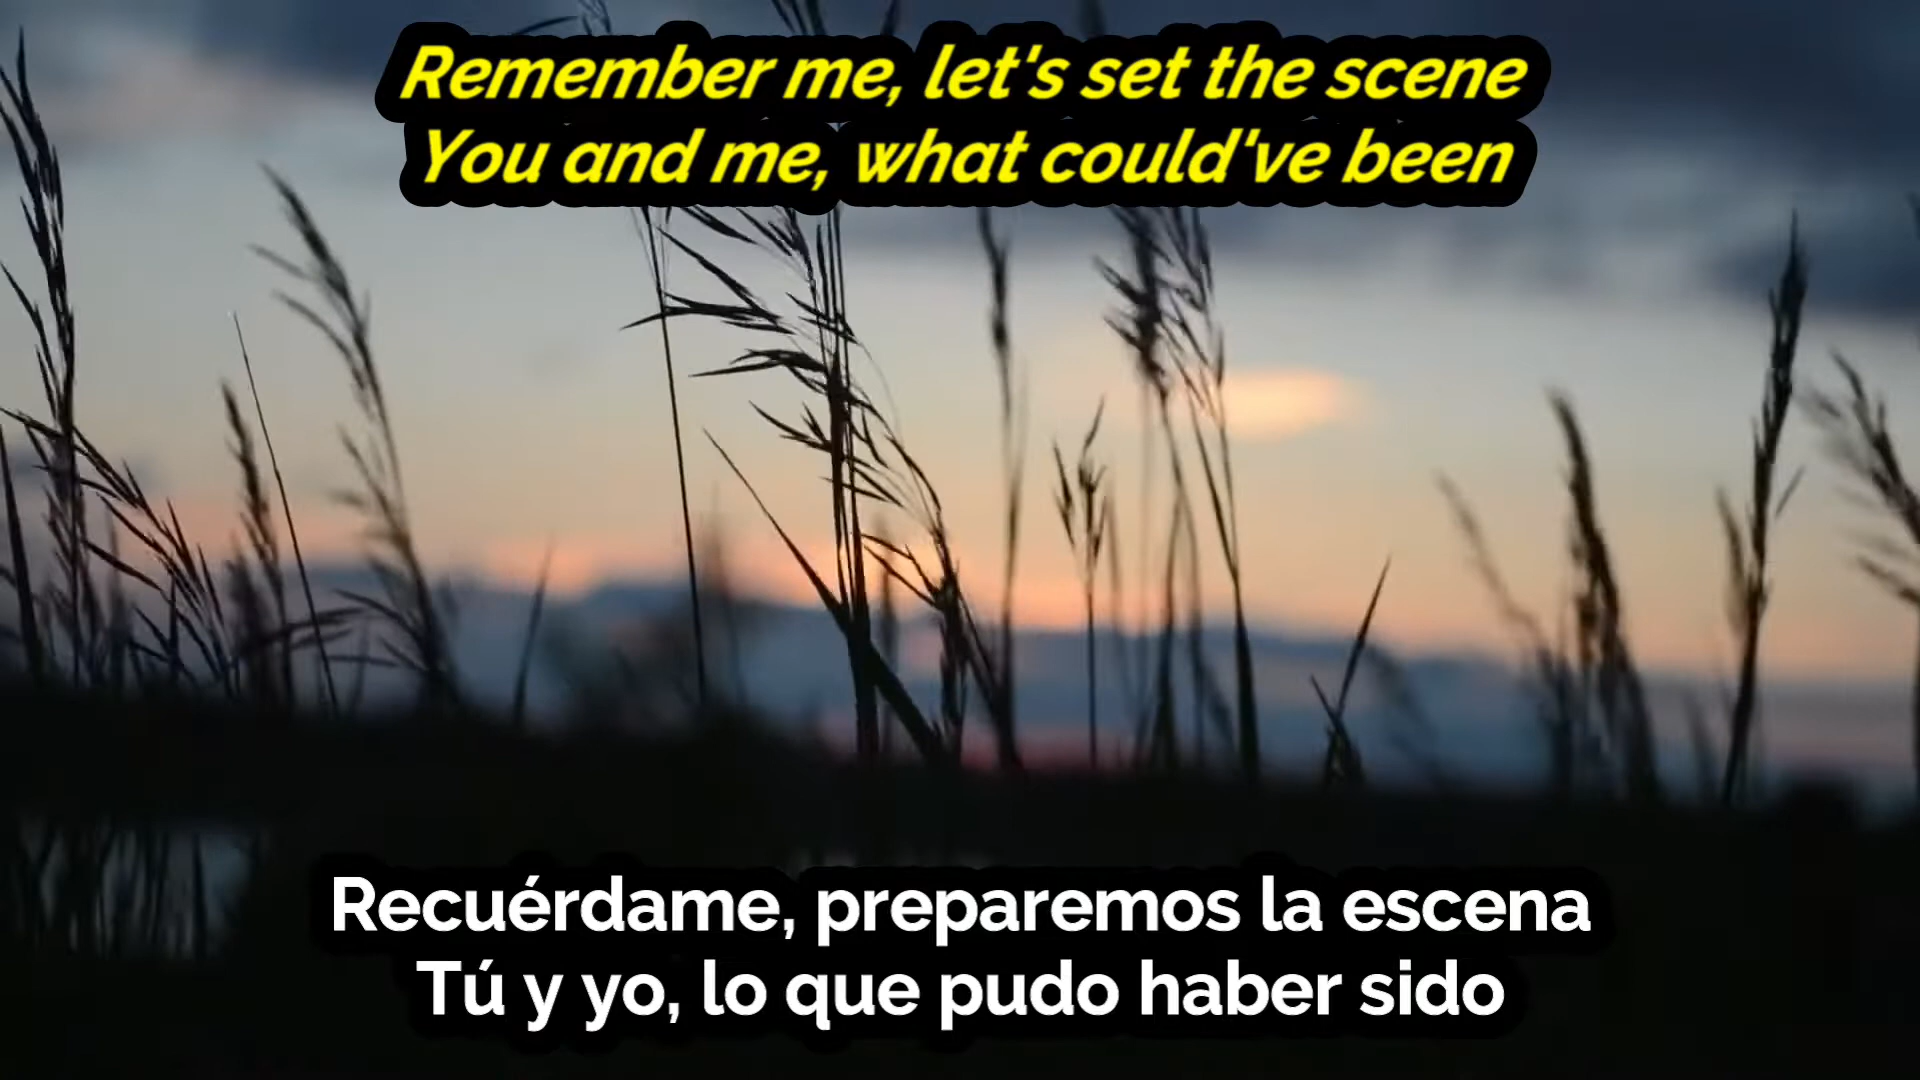 Remember me, let's set the scene
You and me, what could've been
Recuérdame, preparemos la escena
Tú y yo, lo que pudo haber sido